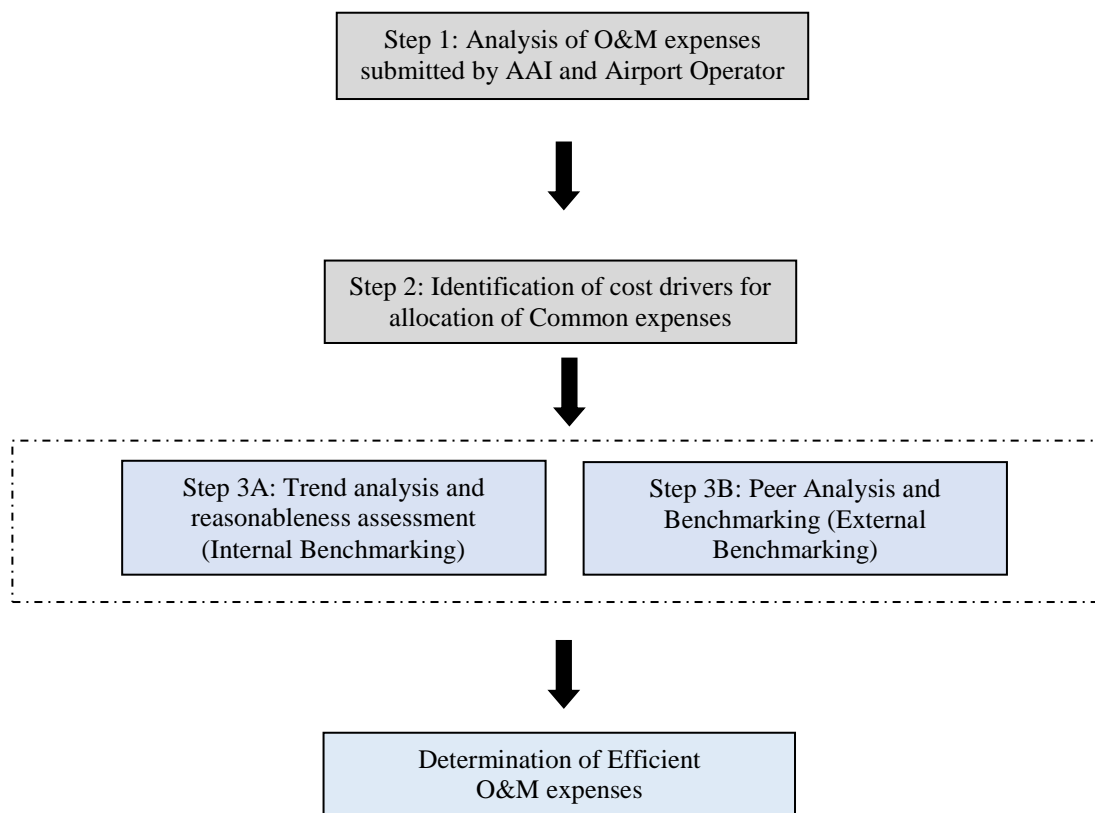 Step 1: Analysis of O&M expenses
submitted by AAI and Airport Operator
Step 2: Identification of cost drivers for
allocation of Common expenses
Step 3A: Trend analysis and
reasonableness assessment
(Internal Benchmarking)
Step 3B: Peer Analysis and
Benchmarking (External
Benchmarking)
Determination of Efficient
O&M expenses